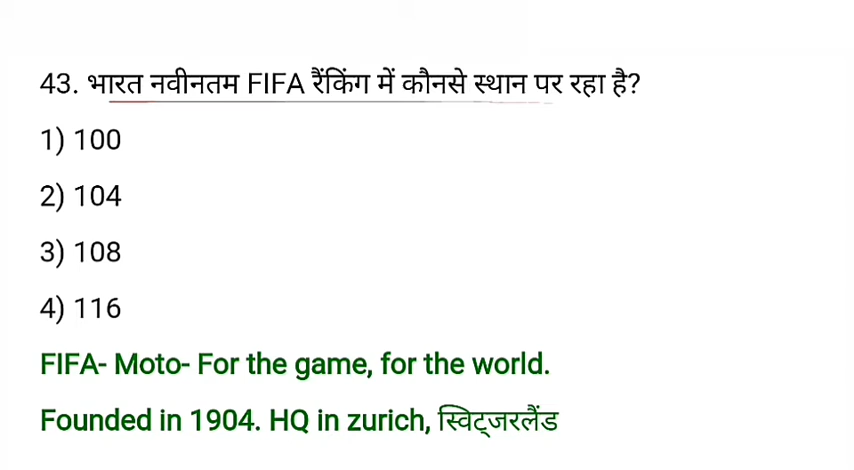 43. भारत नवीनतम FIFA रैंकिंग में कौनसे स्थान पर रहा है?
1) 100
2) 104
3) 108
4) 116
FIFA- Moto- For the game, for the world.
Founded in 1904. HQ in zurich, स्विट्जरलैंड